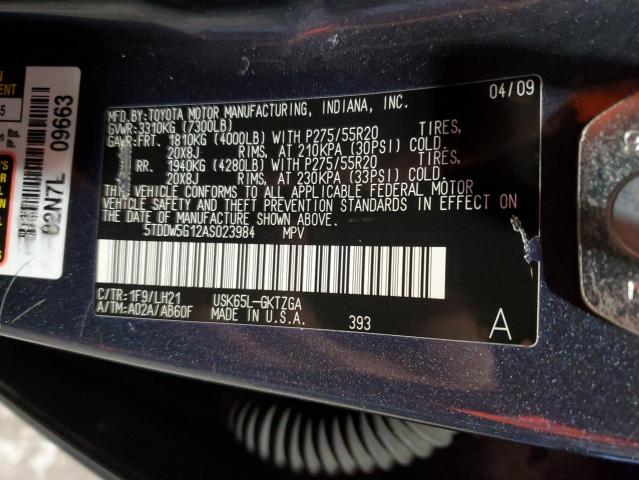 MFD.BY:TOYOTA MOTOR MANUFACTURING, INDIANA, INC. 04/09
GVWR:3310KG (7300LB)
GAWR:FRT. 1810KG (4000LB) WITH P275/55R20 TIRES,
20X8J RIMS, AT 210KPA (30PSI) COLD.
RR. 1940KG (4280LB) WITH P275/55R20 TIRES,
20X8J RIMS, AT 230KPA (33PSI) COLD.
THIS VEHICLE CONFORMS TO ALL APPLICABLE FEDERAL MOTOR
VEHICLE SAFETY AND THEFT PREVENTION STANDARDS IN EFFECT ON
THE DATE OF MANUFACTURE SHOWN ABOVE.
5TDDW5G12AS023984 MPV
C/TR:1F9/LH21 USK65L-GKTZGA
A/TM:A02A/AB60F MADE IN U.S.A. 393 A
02N7L 09663